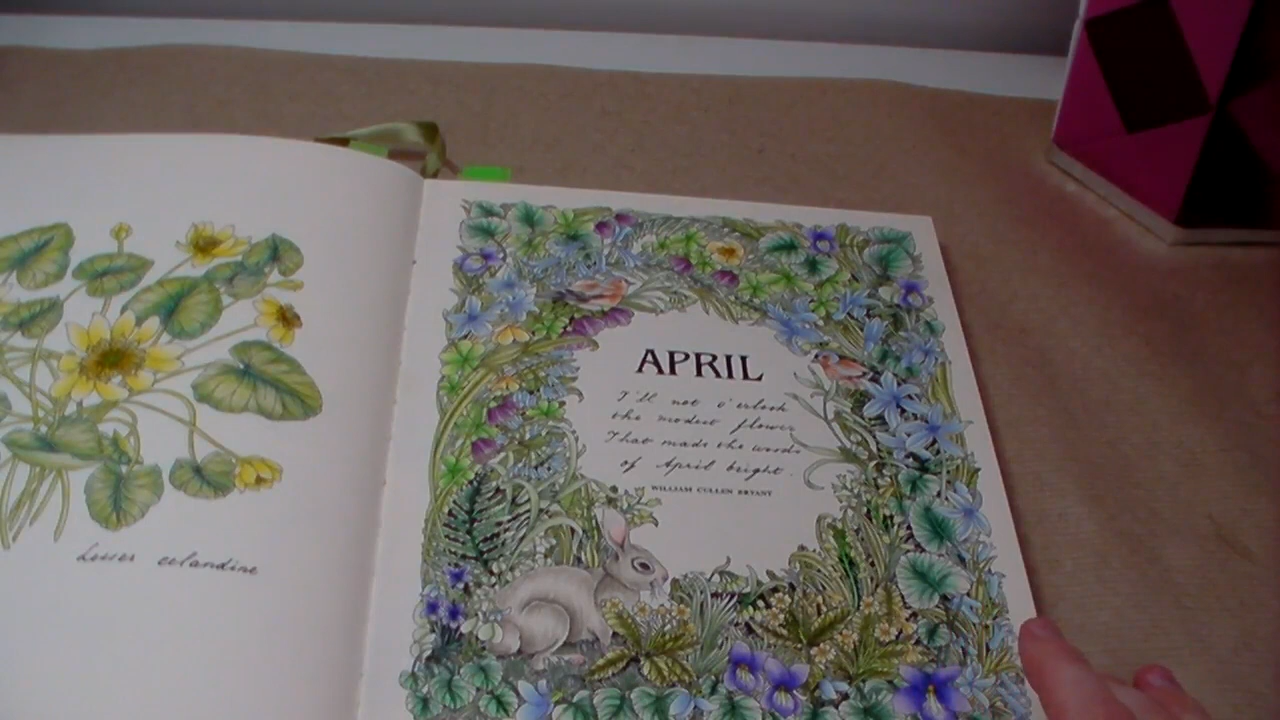 Lesser celandine
APRIL
I'll not o'erlook
the modest flower
That made the woods
of April bright.
WILLIAM CULLEN BRYANT